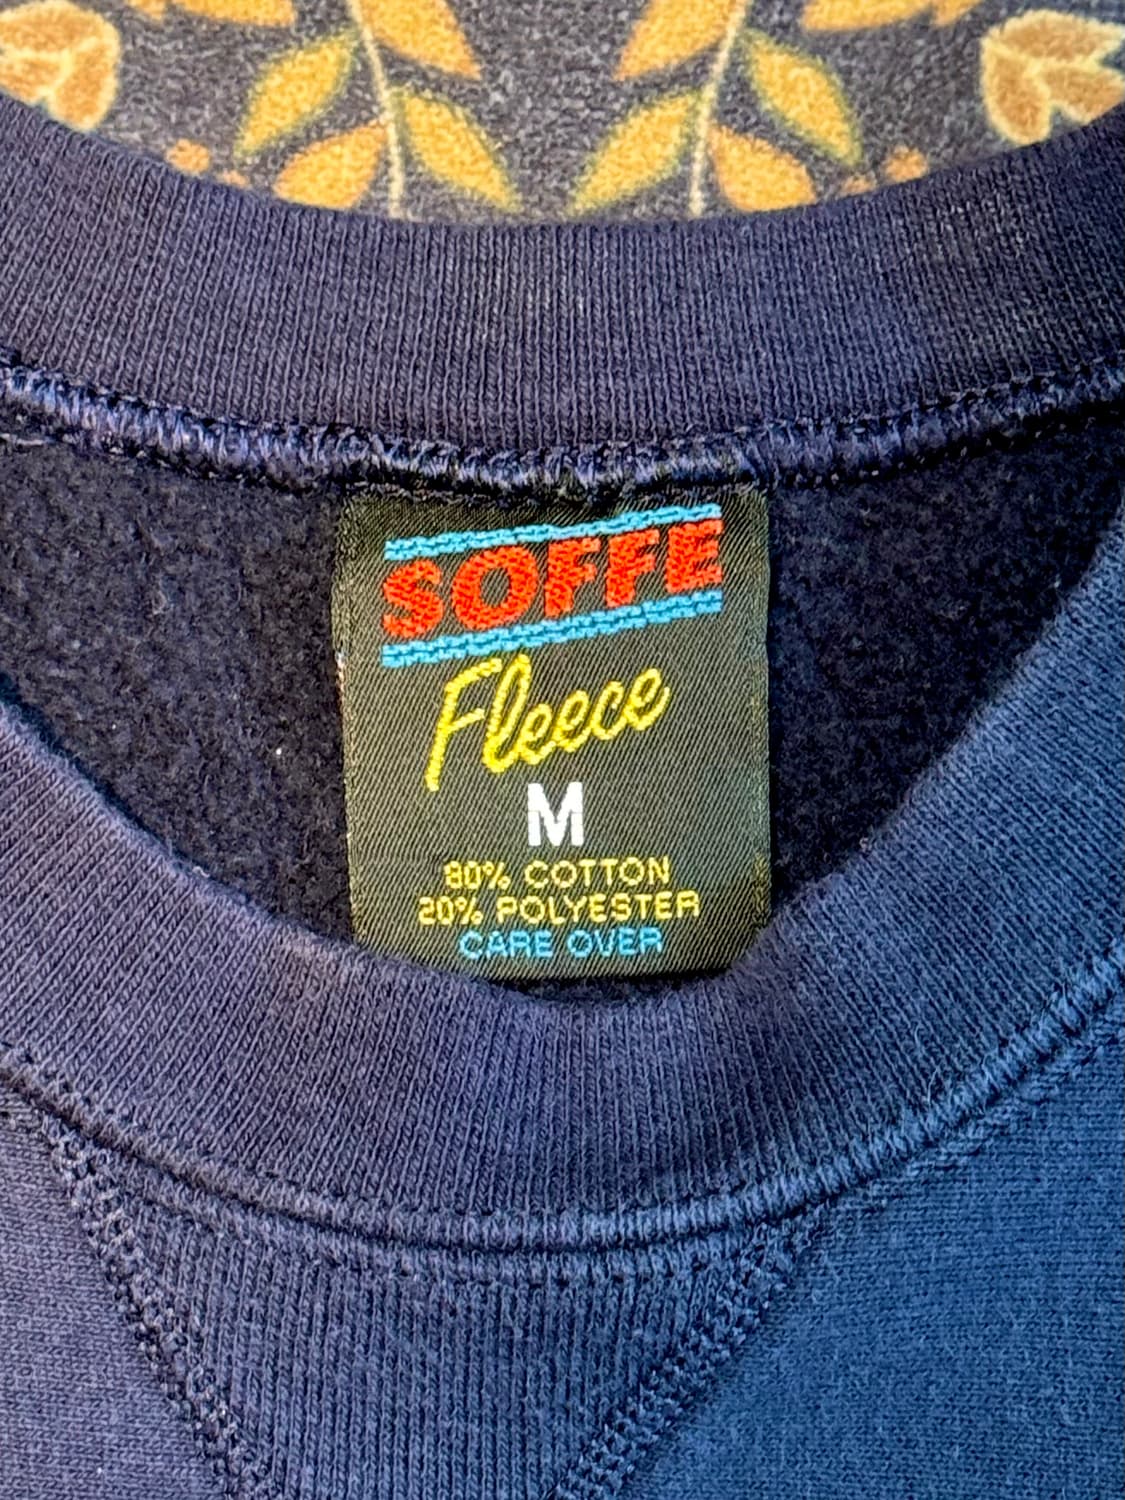 SOFFE
Fleece
M
80% COTTON
20% POLYESTER
CARE OVER